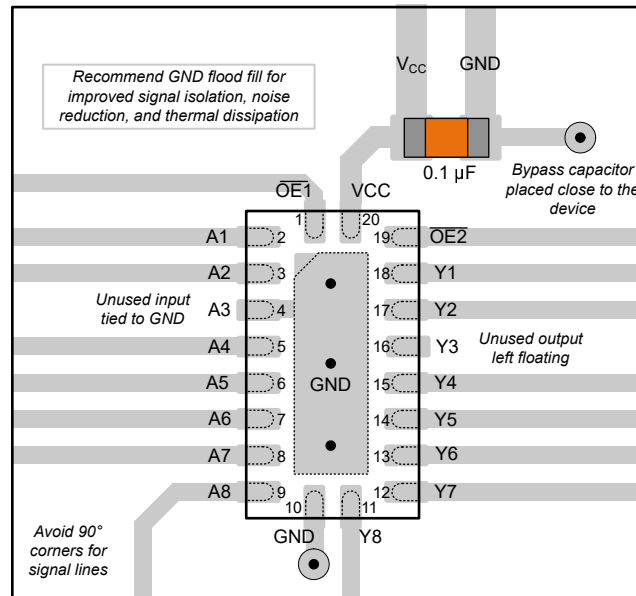 Recommend GND flood fill for
improved signal isolation, noise
reduction, and thermal dissipation
VCC GND
0.1 µF
Bypass capacitor
placed close to the
device
OE1 VCC
1 20
A1 2 19 OE2
A2 3 18 Y1
Unused input
tied to GND
A3 4 17 Y2
A4 5 16 Y3
Unused output
left floating
A5 6 GND 15 Y4
A6 7 14 Y5
A7 8 13 Y6
A8 9 12 Y7
10 11
GND Y8
Avoid 90°
corners for
signal lines